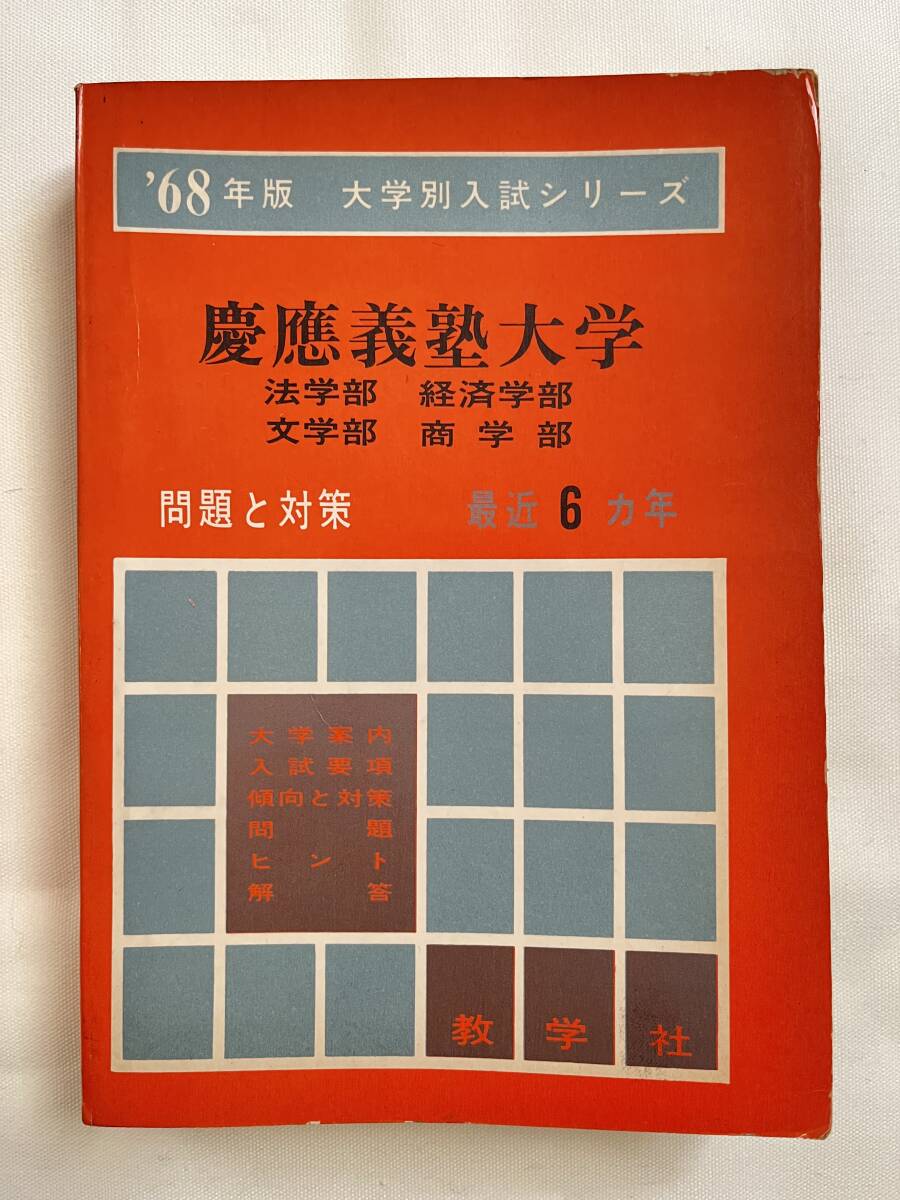 ’68年版 大学別入試シリーズ
慶應義塾大学
法学部 経済学部
文学部 商学部
問題と対策 最近6カ年
大学案内
入試要項
傾向と対策
問題
ヒント
解答
教学社